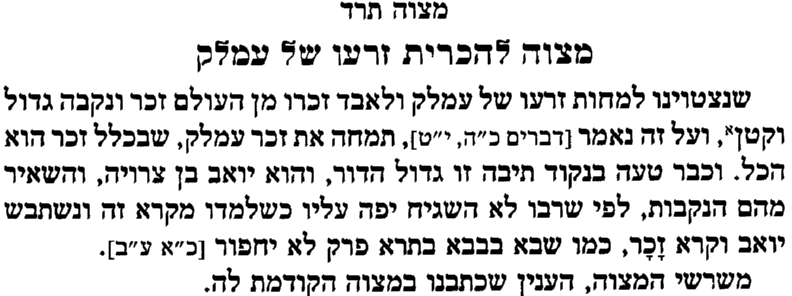 מצוה תרד
מצוה להכרית זרעו של עמלק
שנצטוינו למחות זרעו של עמלק ולאבד זכרו מן העולם זכר ונקבה גדול
וקטןא, ועל זה נאמר [דברים כ״ה, י״ט], תמחה את זכר עמלק, שבכלל זכר הוא
הכל. וכבר טעה בנקוד תיבה זו גדול הדור, והוא יואב בן צרויה, והשאיר
מהם הנקבות, לפי שרבו לא השגיח יפה עליו כשלמדו מקרא זה ונשתבש
יואב וקרא זָכָר, כמו שבא בבבא בתרא פרק לא יחפור [כ״א ע״ב].
משרשי המצוה, הענין שכתבנו במצוה הקודמת לה.